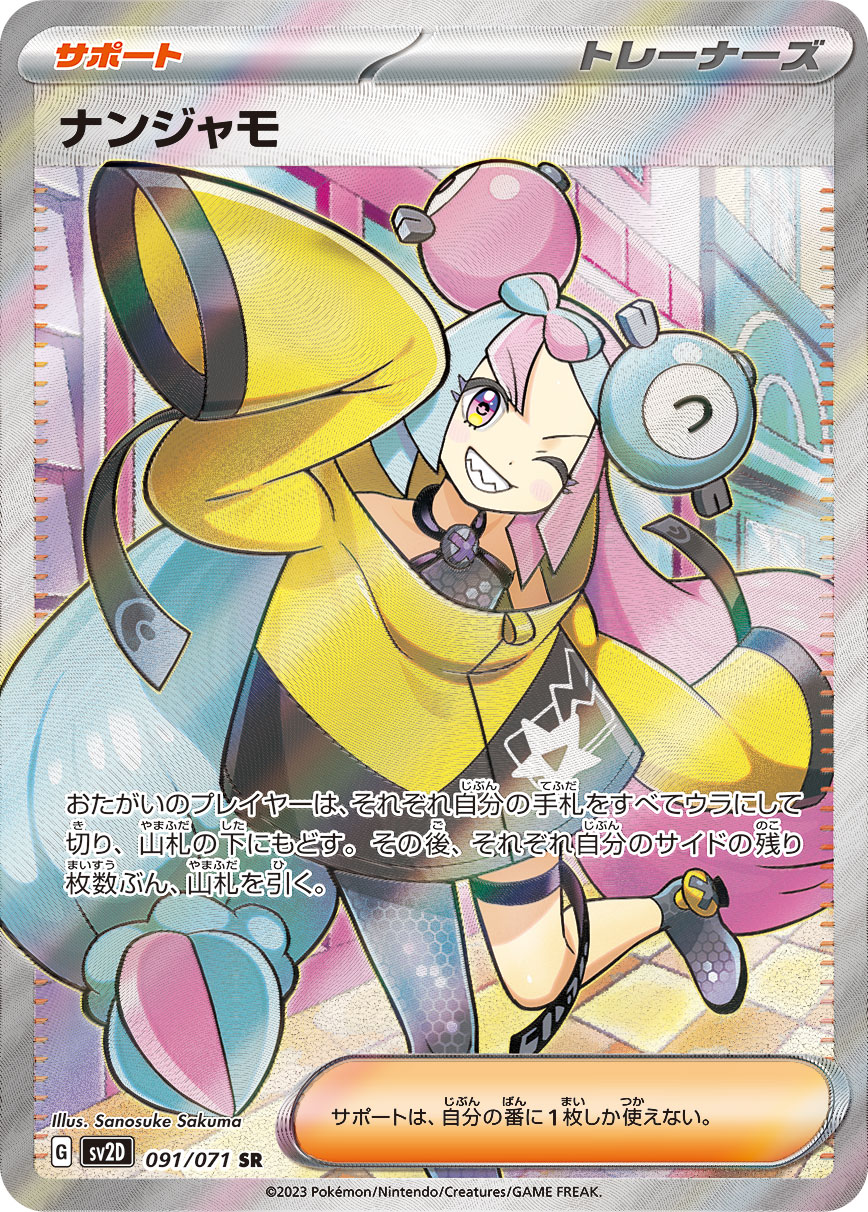 サポート
トレーナーズ
ナンジャモ
おたがいのプレイヤーは、それぞれ自分の手札をすべてウラにして
切り、山札の下にもどす。その後、それぞれ自分のサイドの残り
枚数ぶん、山札を引く。
サポートは、自分の番に1枚しか使えない。
Illus. Sanosuke Sakuma
G sv2D 091/071 SR
©2023 Pokémon/Nintendo/Creatures/GAME FREAK.